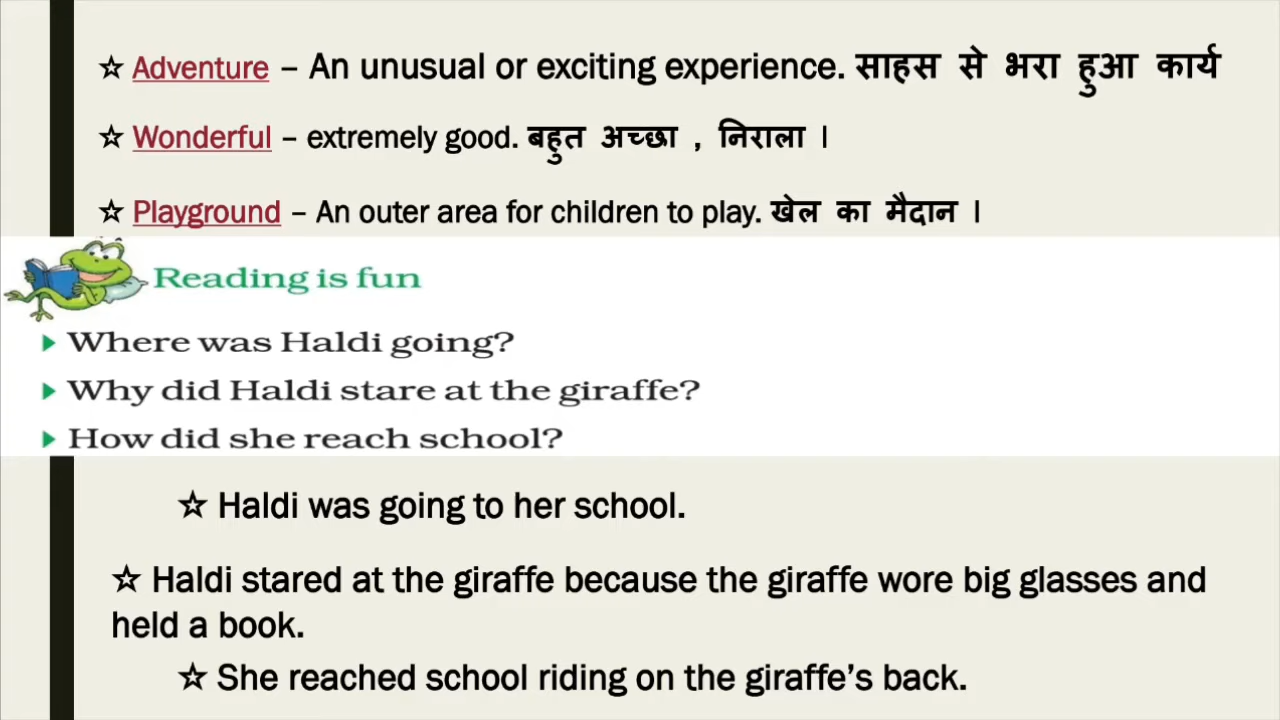 ☆ Adventure – An unusual or exciting experience. साहस से भरा हुआ कार्य
☆ Wonderful – extremely good. बहुत अच्छा , निराला ।
☆ Playground – An outer area for children to play. खेल का मैदान ।
Reading is fun
Where was Haldi going?
Why did Haldi stare at the giraffe?
How did she reach school?
☆ Haldi was going to her school.
☆ Haldi stared at the giraffe because the giraffe wore big glasses and
held a book.
☆ She reached school riding on the giraffe’s back.